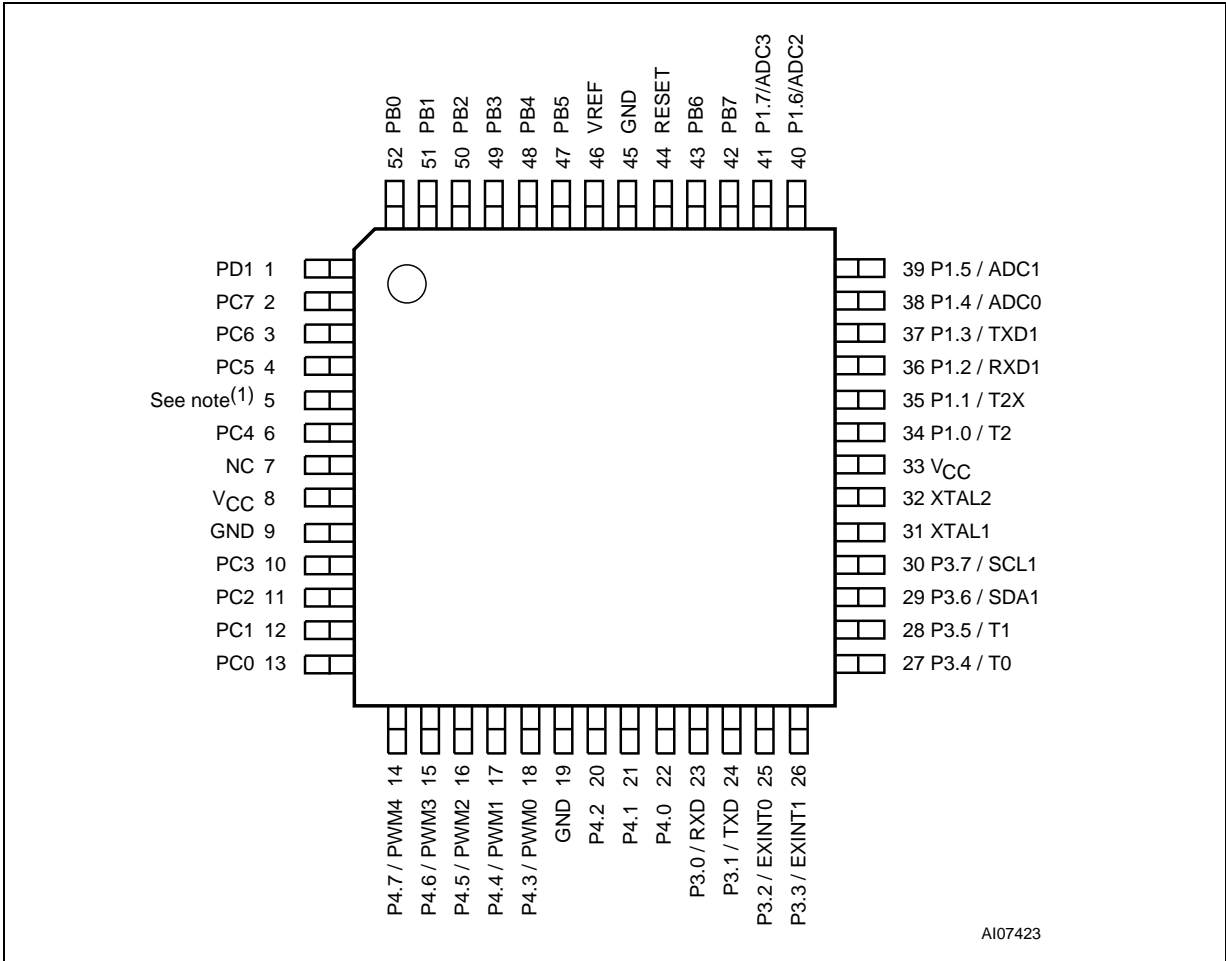 52 PB0
51 PB1
50 PB2
49 PB3
48 PB4
47 PB5
46 VREF
45 GND
44 RESET
43 PB6
42 PB7
41 P1.7/ADC3
40 P1.6/ADC2
PD1 1
PC7 2
PC6 3
PC5 4
See note(1) 5
PC4 6
NC 7
VCC 8
GND 9
PC3 10
PC2 11
PC1 12
PC0 13
39 P1.5 / ADC1
38 P1.4 / ADC0
37 P1.3 / TXD1
36 P1.2 / RXD1
35 P1.1 / T2X
34 P1.0 / T2
33 VCC
32 XTAL2
31 XTAL1
30 P3.7 / SCL1
29 P3.6 / SDA1
28 P3.5 / T1
27 P3.4 / T0
P4.7 / PWM4 14
P4.6 / PWM3 15
P4.5 / PWM2 16
P4.4 / PWM1 17
P4.3 / PWM0 18
GND 19
P4.2 20
P4.1 21
P4.0 22
P3.0 / RXD 23
P3.1 / TXD 24
P3.2 / EXINT0 25
P3.3 / EXINT1 26
AI07423